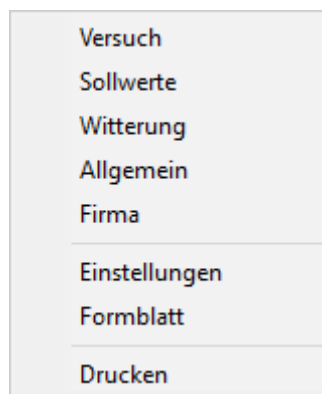 Versuch
Sollwerte
Witterung
Allgemein
Firma
Einstellungen
Formblatt
Drucken